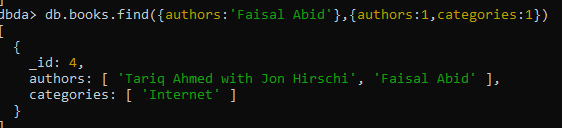 dbda> db.books.find({authors:'Faisal Abid'},{authors:1,categories:1})
[
  {
    _id: 4,
    authors: [ 'Tariq Ahmed with Jon Hirschi', 'Faisal Abid' ],
    categories: [ 'Internet' ]
  }